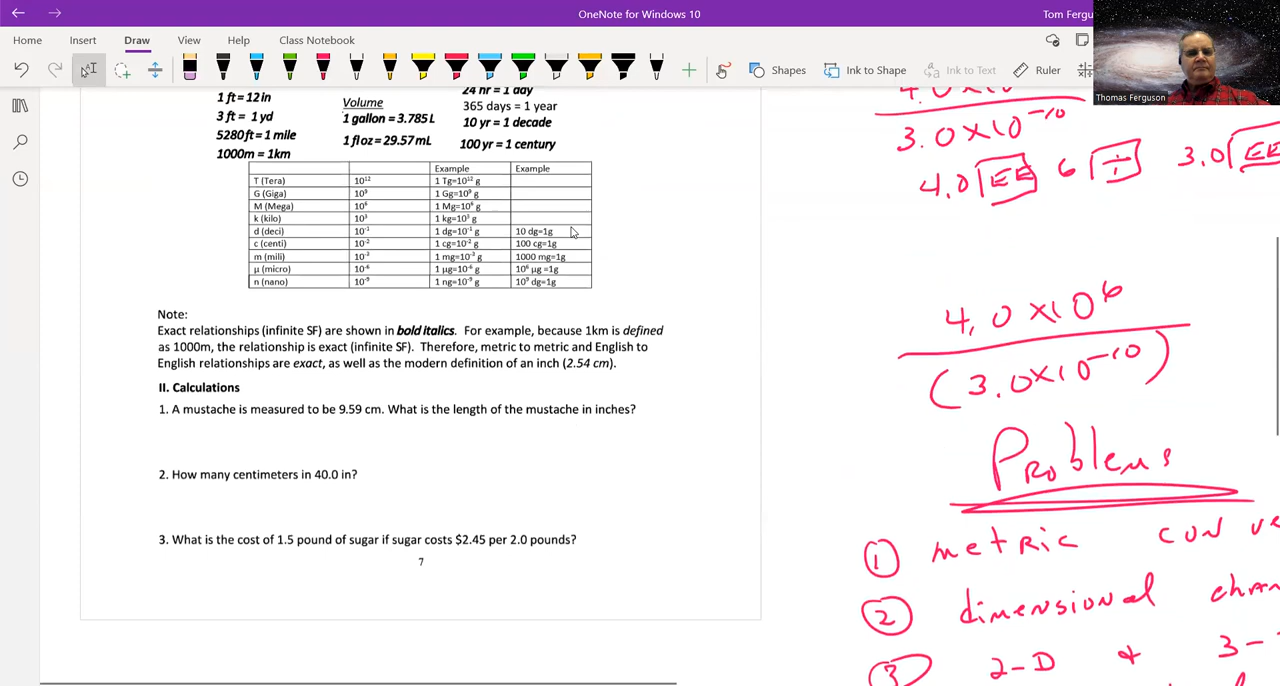 OneNote for Windows 10
Tom Fergu
Home Insert Draw View Help Class Notebook
Shapes Ink to Shape Ink to Text Ruler
Thomas Ferguson
1 ft = 12in
3 ft = 1 yd
5280ft = 1 mile
1000m = 1km
Volume
1 gallon = 3.785 L
1 fl oz = 29.57 mL
24 hr = 1 day
365 days = 1 year
10 yr = 1 decade
100 yr = 1 century
Example Example
T (Tera) 10¹² 1 Tg=10¹² g
G (Giga) 10⁹ 1 Gg=10⁹ g
M (Mega) 10⁶ 1 Mg=10⁶ g
k (kilo) 10³ 1 kg=10³ g
d (deci) 10⁻¹ 1 dg=10⁻¹ g 10 dg=1g
c (centi) 10⁻² 1 cg=10⁻² g 100 cg=1g
m (mili) 10⁻³ 1 mg=10⁻³ g 1000 mg=1g
μ (micro) 10⁻⁶ 1 μg=10⁻⁶ g 10⁶ μg =1g
n (nano) 10⁻⁹ 1 ng=10⁻⁹ g 10⁹ dg=1g
Note:
Exact relationships (infinite SF) are shown in bold italics. For example, because 1km is defined
as 1000m, the relationship is exact (infinite SF). Therefore, metric to metric and English to
English relationships are exact, as well as the modern definition of an inch (2.54 cm).
II. Calculations
1. A mustache is measured to be 9.59 cm. What is the length of the mustache in inches?
2. How many centimeters in 40.0 in?
3. What is the cost of 1.5 pound of sugar if sugar costs $2.45 per 2.0 pounds?
7
3.0×10⁻¹⁰
4.0 EE 6 ÷ 3.0 EE
4.0×10⁶
(3.0×10⁻¹⁰)
Problems
① metric conve
② dimensional chan
③ 2-D + 3-